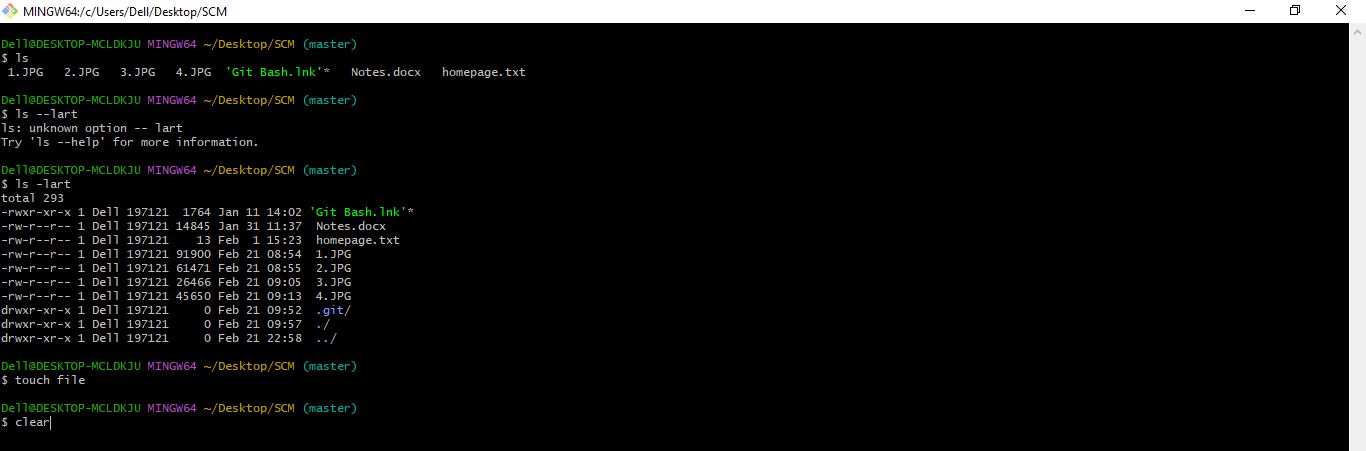 MINGW64:/c/Users/Dell/Desktop/SCM
Dell@DESKTOP-MCLDKJU MINGW64 ~/Desktop/SCM (master)
$ ls
1.JPG 2.JPG 3.JPG 4.JPG 'Git Bash.lnk'* Notes.docx homepage.txt
Dell@DESKTOP-MCLDKJU MINGW64 ~/Desktop/SCM (master)
$ ls --lart
ls: unknown option -- lart
Try 'ls --help' for more information.
Dell@DESKTOP-MCLDKJU MINGW64 ~/Desktop/SCM (master)
$ ls -lart
total 293
-rwxr-xr-x 1 Dell 197121 1764 Jan 11 14:02 'Git Bash.lnk'*
-rw-r--r-- 1 Dell 197121 14845 Jan 31 11:37 Notes.docx
-rw-r--r-- 1 Dell 197121 13 Feb 1 15:23 homepage.txt
-rw-r--r-- 1 Dell 197121 91900 Feb 21 08:54 1.JPG
-rw-r--r-- 1 Dell 197121 61471 Feb 21 08:55 2.JPG
-rw-r--r-- 1 Dell 197121 26466 Feb 21 09:05 3.JPG
-rw-r--r-- 1 Dell 197121 45650 Feb 21 09:13 4.JPG
drwxr-xr-x 1 Dell 197121 0 Feb 21 09:52 .git/
drwxr-xr-x 1 Dell 197121 0 Feb 21 09:57 ./
drwxr-xr-x 1 Dell 197121 0 Feb 21 22:58 ../
Dell@DESKTOP-MCLDKJU MINGW64 ~/Desktop/SCM (master)
$ touch file
Dell@DESKTOP-MCLDKJU MINGW64 ~/Desktop/SCM (master)
$ clear